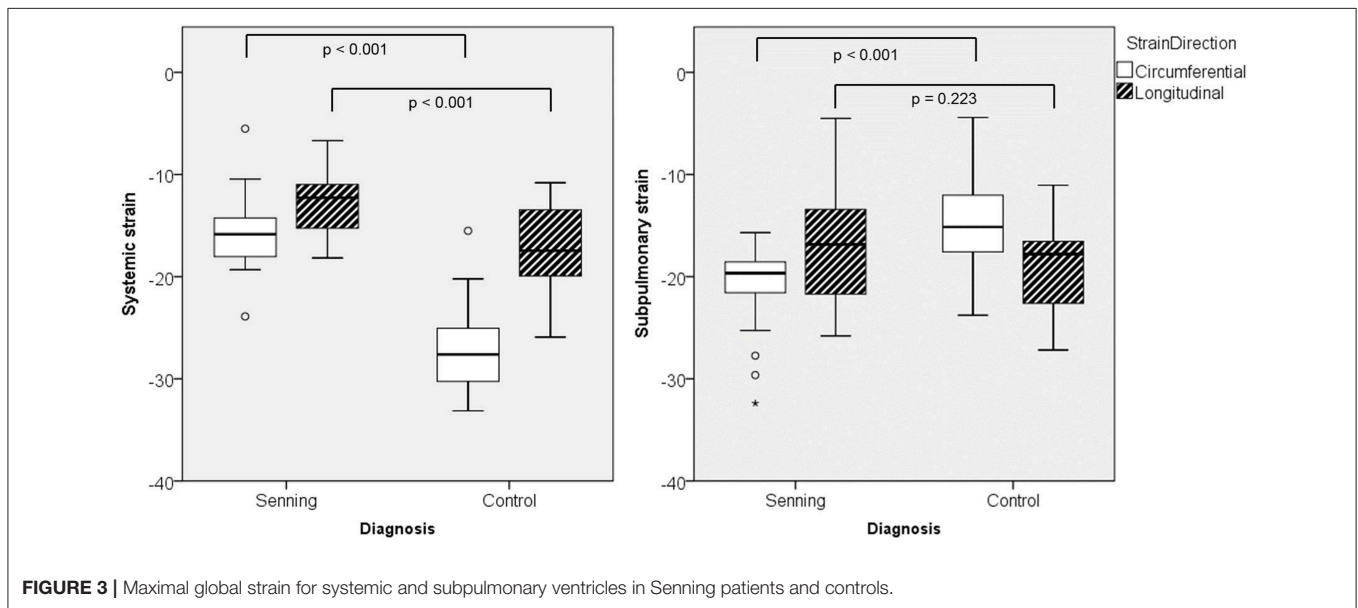 p < 0.001
p < 0.001
0
-10
-20
-30
-40
Systemic strain
Senning Control
Diagnosis
p < 0.001
p = 0.223
0
-10
-20
-30
-40
Subpulmonary strain
Senning Control
Diagnosis
StrainDirection
Circumferential
Longitudinal
FIGURE 3 | Maximal global strain for systemic and subpulmonary ventricles in Senning patients and controls.